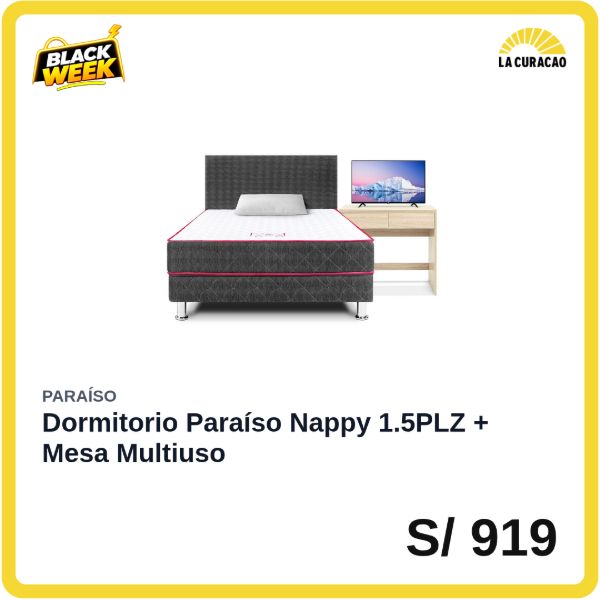 BLACK
WEEK
LA CURACAO
PARAÍSO
Dormitorio Paraíso Nappy 1.5PLZ +
Mesa Multiuso
S/ 919